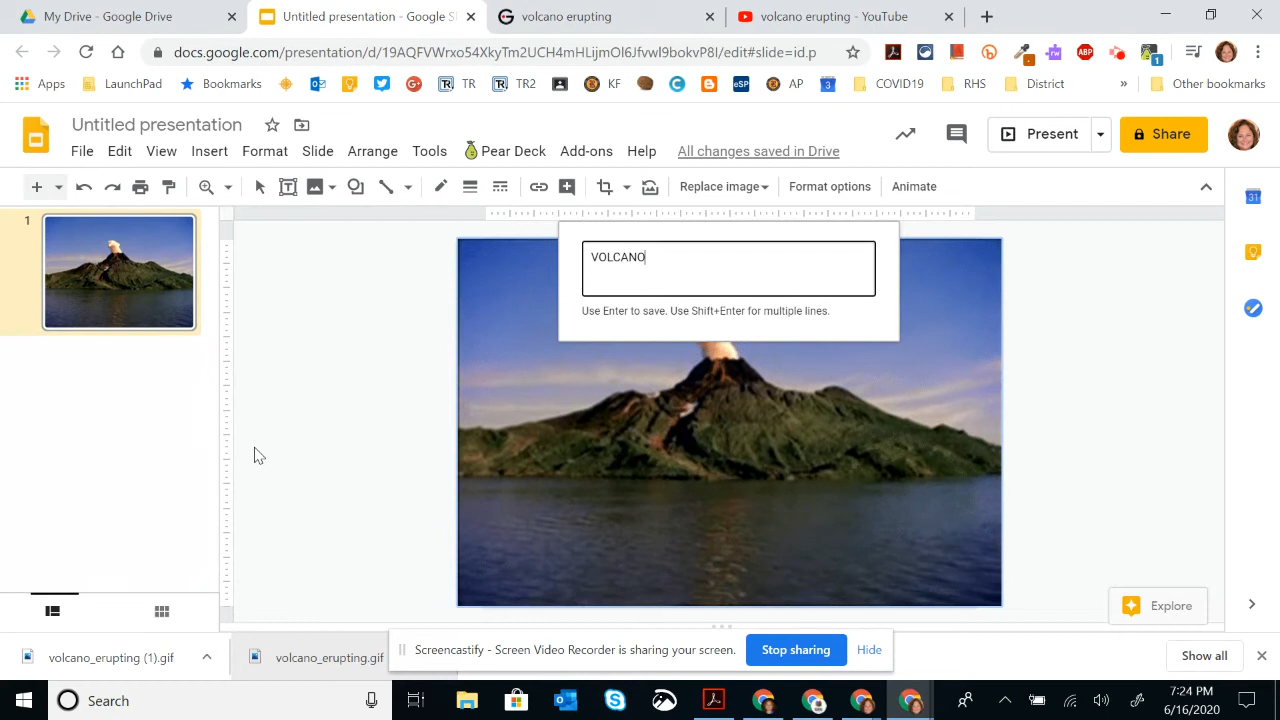 My Drive - Google Drive
Untitled presentation - Google Sl
volcano erupting
volcano erupting - YouTube
docs.google.com/presentation/d/19AQFVWrxo54XkyTm2UCH4mHLijmOl6JfvwI9bokvP8I/edit#slide=id.p
ABP
1
Apps
LaunchPad
Bookmarks
TR
TR2
KF
eSP
AP
COVID19
RHS
District
»
Other bookmarks
Untitled presentation
File Edit View Insert Format Slide Arrange Tools Pear Deck Add-ons Help All changes saved in Drive
Present
Share
Replace image
Format options
Animate
31
1
VOLCANO
Use Enter to save. Use Shift+Enter for multiple lines.
Explore
volcano_erupting (1).gif
volcano_erupting.gif
Screencastify - Screen Video Recorder is sharing your screen.
Stop sharing
Hide
Show all
Search
7:24 PM
6/16/2020